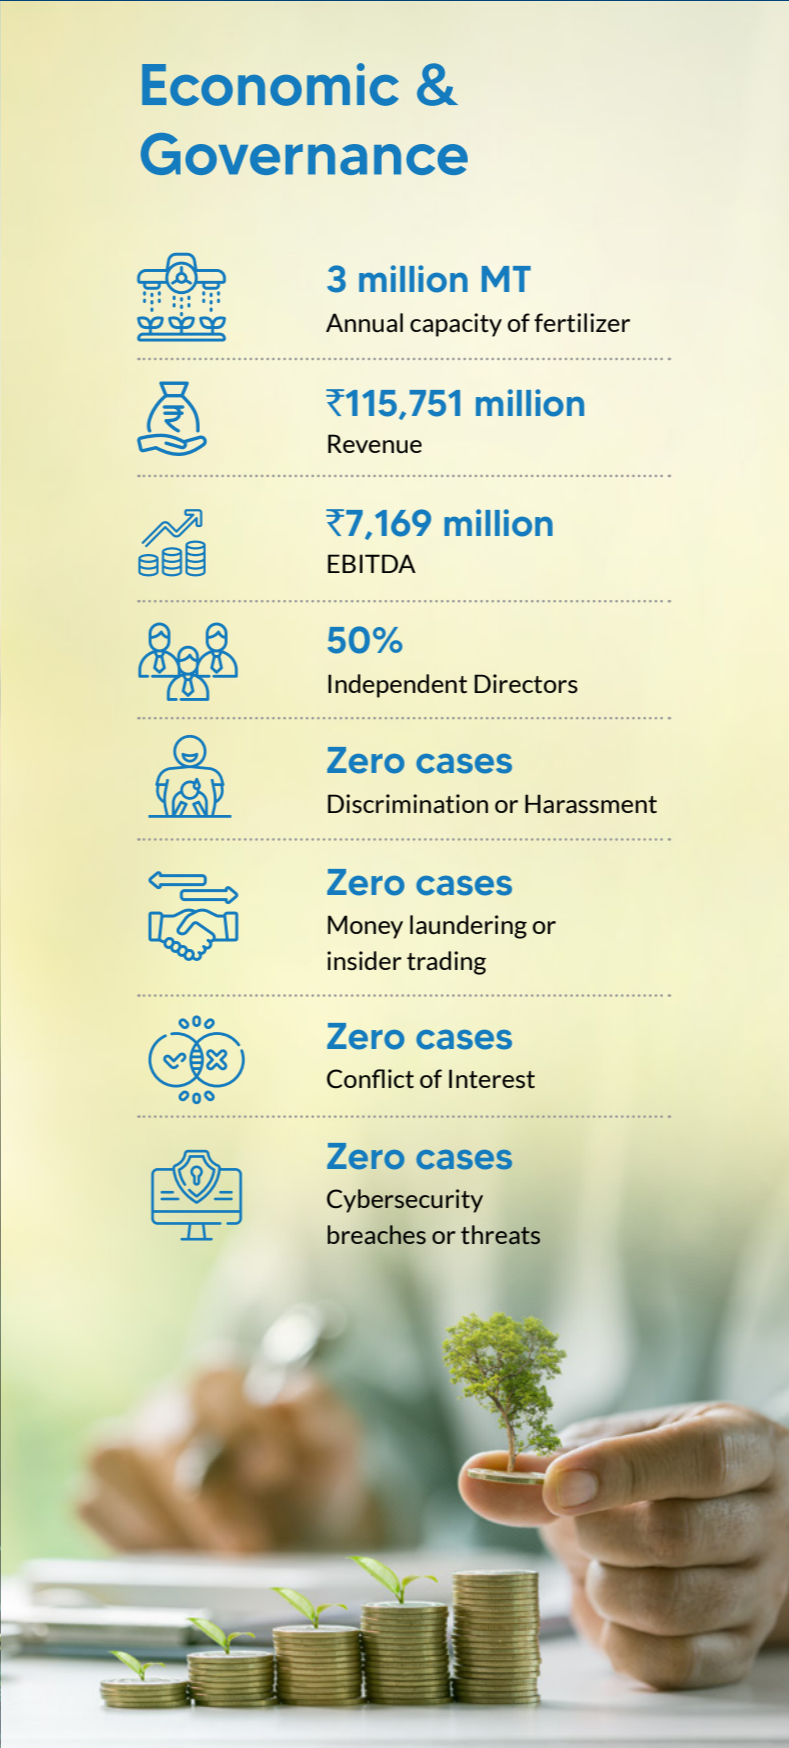 Economic &
Governance
3 million MT
Annual capacity of fertilizer
₹115,751 million
Revenue
₹7,169 million
EBITDA
50%
Independent Directors
Zero cases
Discrimination or Harassment
Zero cases
Money laundering or
insider trading
Zero cases
Conflict of Interest
Zero cases
Cybersecurity
breaches or threats